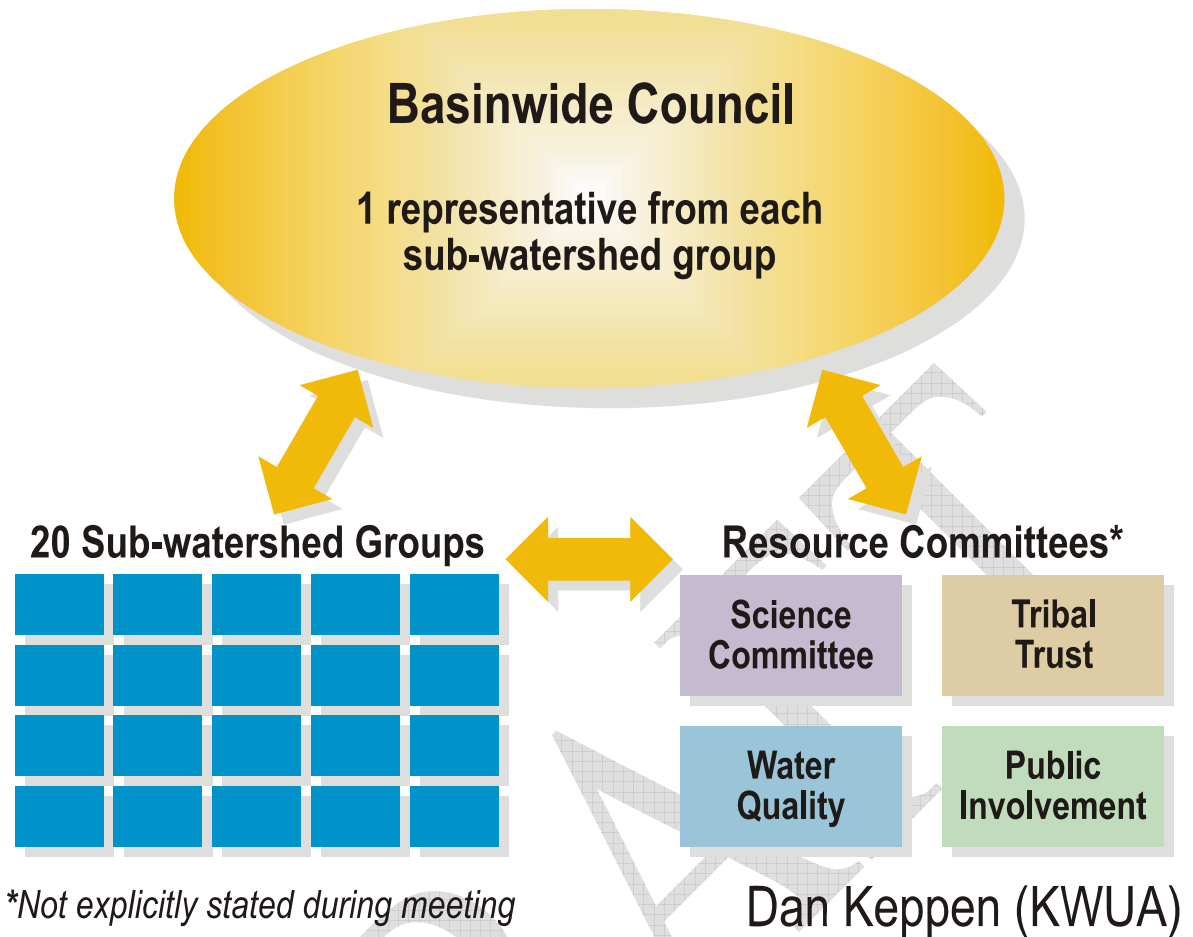 Basinwide Council
1 representative from each
sub-watershed group
20 Sub-watershed Groups
Resource Committees*
Science
Committee
Tribal
Trust
Water
Quality
Public
Involvement
*Not explicitly stated during meeting
Dan Keppen (KWUA)